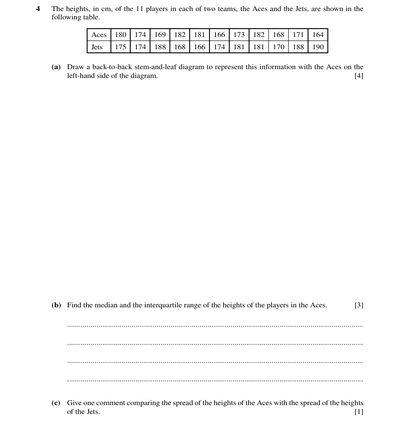 4 The heights, in cm, of the 11 players in each of two teams, the Aces and the Jets, are shown in the
following table.
Aces 180 174 169 182 181 166 173 182 168 171 164
Jets 175 174 188 168 166 174 181 181 170 188 190
(a) Draw a back-to-back stem-and-leaf diagram to represent this information with the Aces on the
left-hand side of the diagram. [4]
(b) Find the median and the interquartile range of the heights of the players in the Aces. [3]
(c) Give one comment comparing the spread of the heights of the Aces with the spread of the heights
of the Jets. [1]